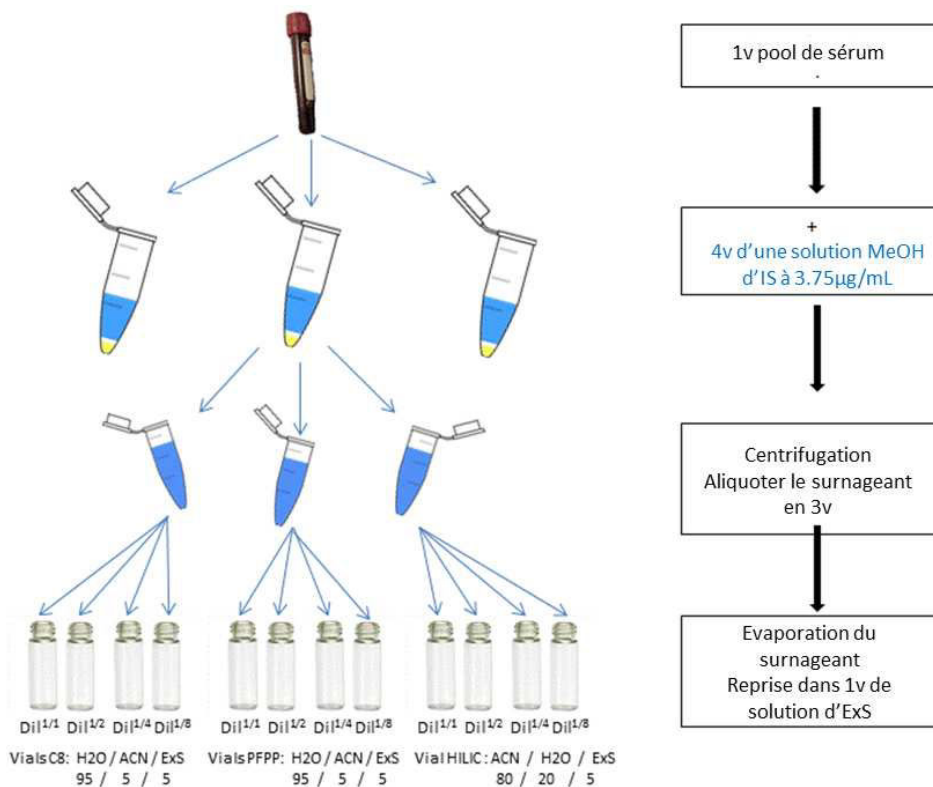 1v pool de sérum
.
+
4v d'une solution MeOH
d'IS à 3.75µg/mL
Centrifugation
Aliquoter le surnageant
en 3v
Evaporation du
surnageant
Reprise dans 1v de
solution d'ExS
Dil1/1 Dil1/2 Dil1/4 Dil1/8
Dil1/1 Dil1/2 Dil1/4 Dil1/8
Dil1/1 Dil1/2 Dil1/4 Dil1/8
Vials C8: H2O / ACN / ExS
95 / 5 / 5
Vials PFPP: H2O / ACN / ExS
95 / 5 / 5
Vial HILIC: ACN / H2O / ExS
80 / 20 / 5